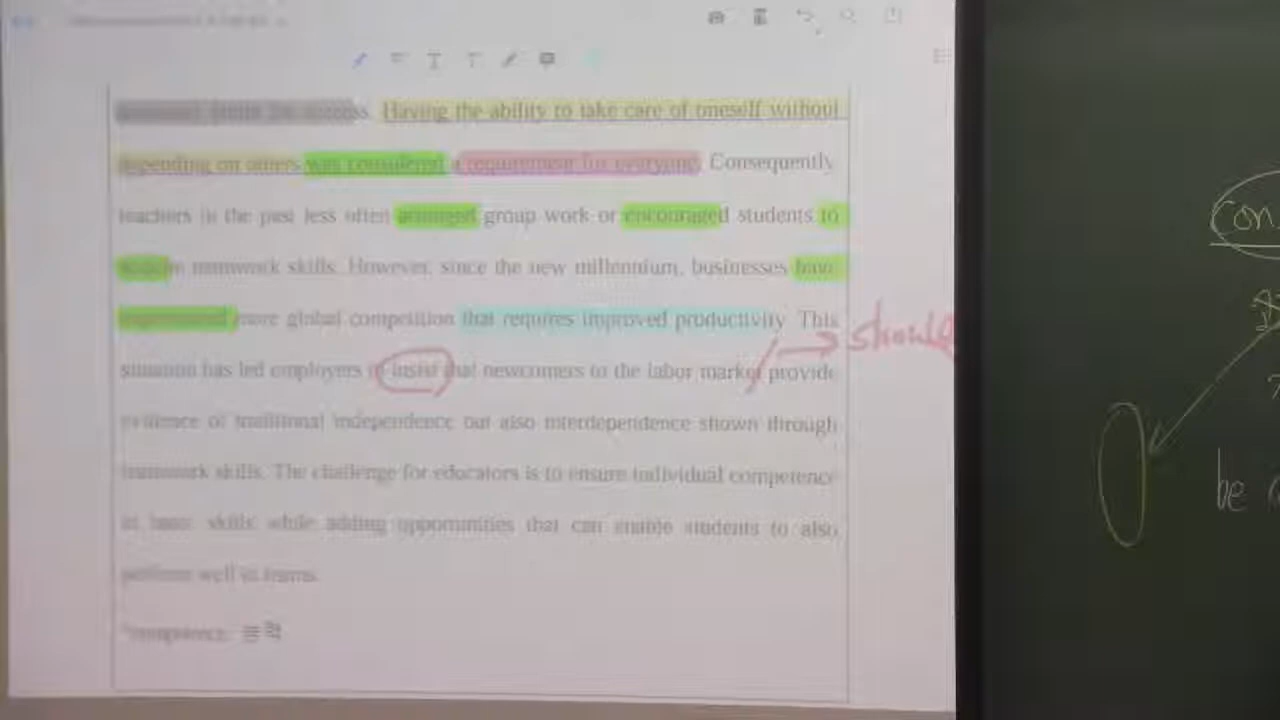 success. Having the ability to take care of oneself without
depending on others was considered a requirement for everyone. Consequently
teachers in the past less often arranged group work or encouraged students to
teamwork skills. However, since the new millennium, businesses have
experienced more global competition that requires improved productivity. This
situation has led employers to insist that newcomers to the labor market provide
should
evidence of traditional independence but also interdependence shown through
teamwork skills. The challenge for educators is to ensure individual competence
in basic skills while adding opportunities that can enable students to also
perform well in teams.
*competence: 능력
con
be